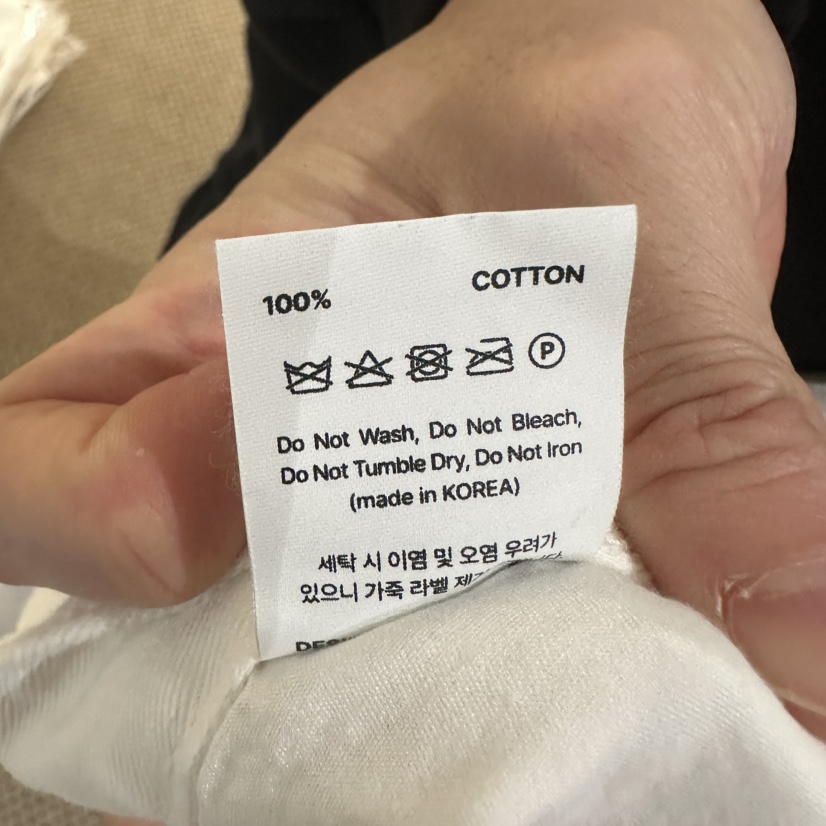 100% COTTON
P
Do Not Wash, Do Not Bleach,
Do Not Tumble Dry, Do Not Iron
(made in KOREA)
세탁 시 이염 및 오염 우려가
있으니 가죽 라벨